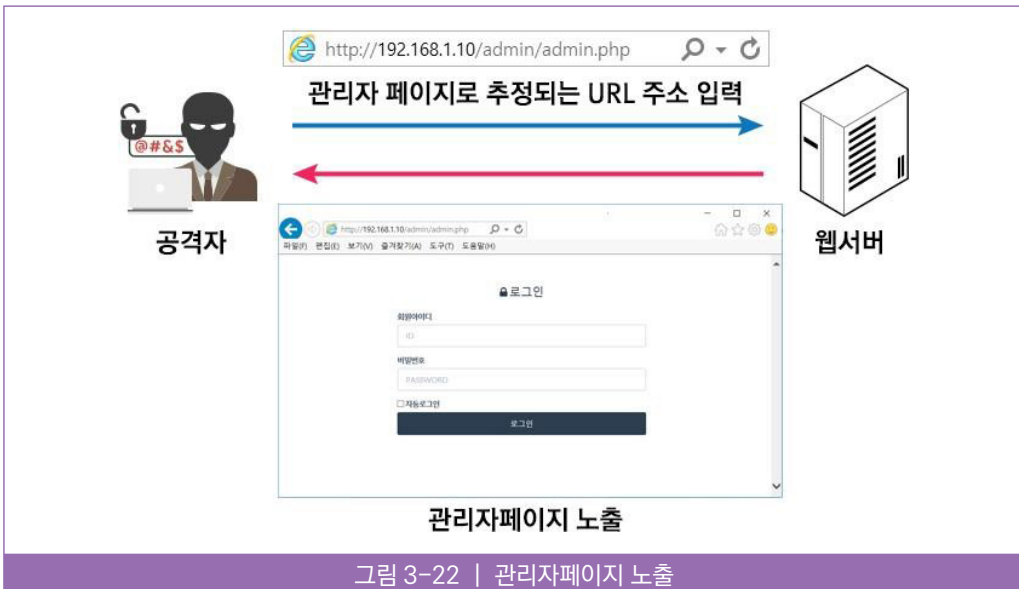 http://192.168.1.10/admin/admin.php
관리자 페이지로 추정되는 URL 주소 입력
@#&$
공격자
웹서버
http://192.168.1.10/admin/admin.php
파일(F) 편집(E) 보기(V) 즐겨찾기(A) 도구(T) 도움말(H)
로그인
회원아이디
ID
비밀번호
PASSWORD
자동로그인
로그인
관리자페이지 노출
그림 3-22 | 관리자페이지 노출